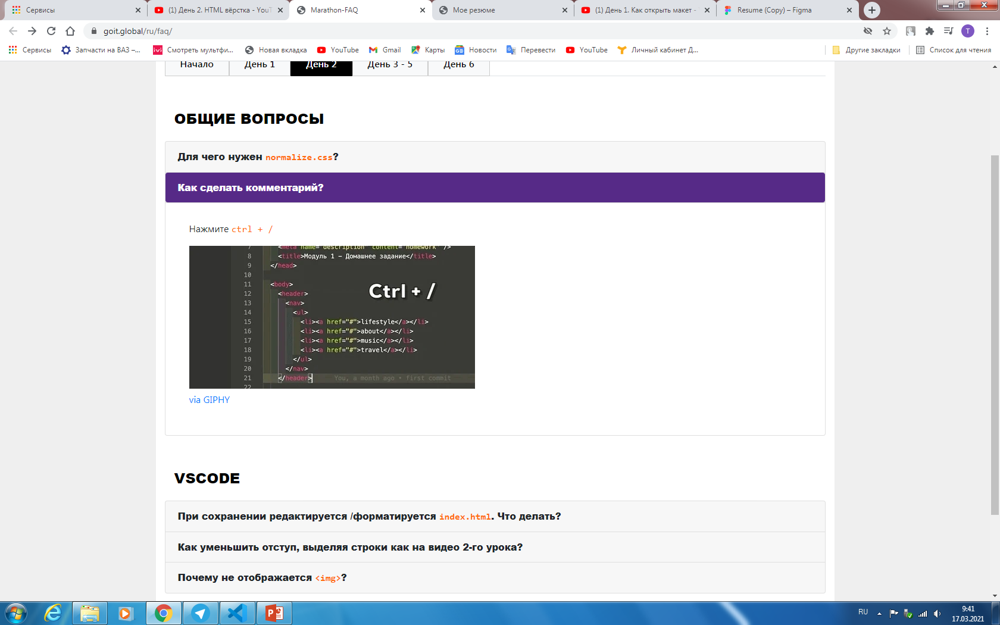 Сервисы
(1) День 2. HTML вёрстка - YouT
Marathon-FAQ
Мое резюме
(1) День 1. Как открыть макет -
Resume (Copy) – Figma
goit.global/ru/faq/
T
Сервисы
Запчасти на ВАЗ –...
ivi
Смотреть мультфи...
Новая вкладка
YouTube
Gmail
Карты
Новости
Перевести
YouTube
Личный кабинет Д...
Другие закладки
Список для чтения
Начало
День 1
День 2
День 3 - 5
День 6
ОБЩИЕ ВОПРОСЫ
Для чего нужен normalize.css?
Как сделать комментарий?
Нажмите ctrl + /
7 <meta name="description" content="homework" />
8 <title>Модуль 1 - Домашнее задание</title>
9 </head>
10
11 <body>
12 <header>
Ctrl + /
13 <nav>
14 <ul>
15 <li><a href="#">lifestyle</a></li>
16 <li><a href="#">about</a></li>
17 <li><a href="#">music</a></li>
18 <li><a href="#">travel</a></li>
19 </ul>
20 </nav>
21 </header> You, a month ago • first commit
22
via GIPHY
VSCODE
При сохранении редактируется /форматируется index.html. Что делать?
Как уменьшить отступ, выделяя строки как на видео 2-го урока?
Почему не отображается <img>?
RU
9:41
17.03.2021